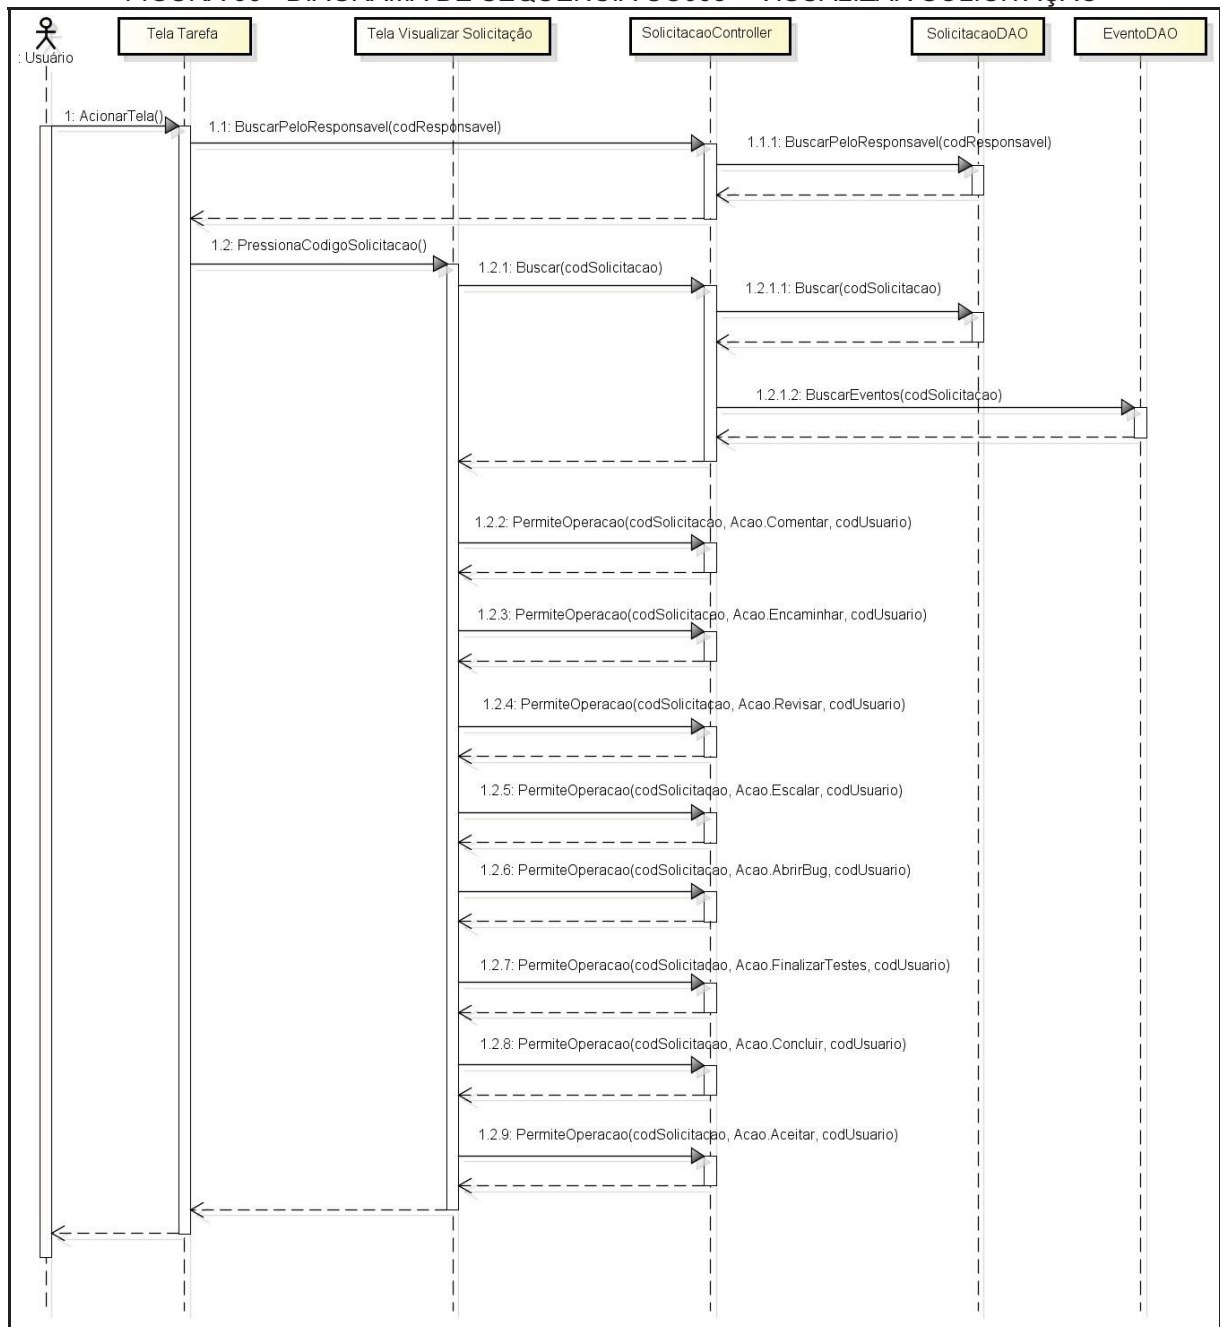 Tela Tarefa
Tela Visualizar Solicitação
SolicitacaoController
SolicitacaoDAO
EventoDAO
: Usuário
1: AcionarTela()
1.1: BuscarPeloResponsavel(codResponsavel)
1.1.1: BuscarPeloResponsavel(codResponsavel)
1.2: PressionaCodigoSolicitacao()
1.2.1: Buscar(codSolicitacao)
1.2.1.1: Buscar(codSolicitacao)
1.2.1.2: BuscarEventos(codSolicitacao)
1.2.2: PermiteOperacao(codSolicitacao, Acao.Comentar, codUsuario)
1.2.3: PermiteOperacao(codSolicitacao, Acao.Encaminhar, codUsuario)
1.2.4: PermiteOperacao(codSolicitacao, Acao.Revisar, codUsuario)
1.2.5: PermiteOperacao(codSolicitacao, Acao.Escalar, codUsuario)
1.2.6: PermiteOperacao(codSolicitacao, Acao.AbrirBug, codUsuario)
1.2.7: PermiteOperacao(codSolicitacao, Acao.FinalizarTestes, codUsuario)
1.2.8: PermiteOperacao(codSolicitacao, Acao.Concluir, codUsuario)
1.2.9: PermiteOperacao(codSolicitacao, Acao.Aceitar, codUsuario)